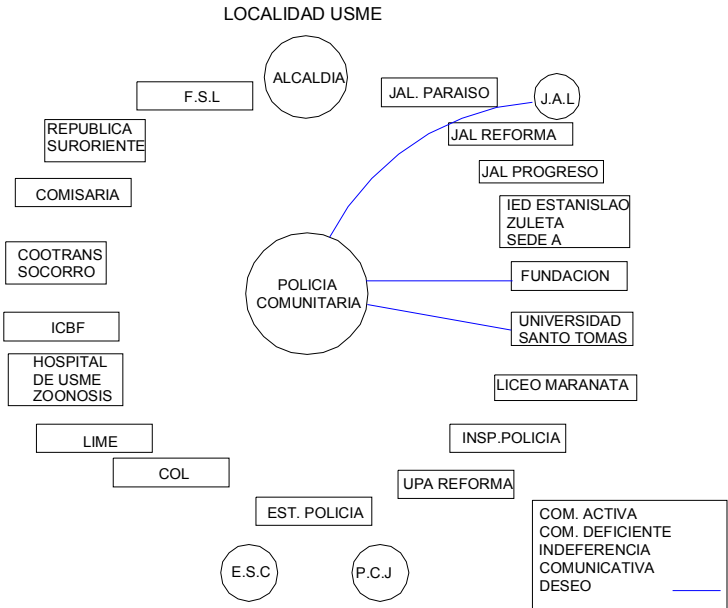 LOCALIDAD USME
ALCALDIA
F.S.L
JAL. PARAISO
J.A.L
REPUBLICA
SURORIENTE
JAL REFORMA
JAL PROGRESO
COMISARIA
IED ESTANISLAO
ZULETA
SEDE A
COOTRANS
SOCORRO
POLICIA
COMUNITARIA
FUNDACION
ICBF
UNIVERSIDAD
SANTO TOMAS
HOSPITAL
DE USME
ZOONOSIS
LICEO MARANATA
LIME
INSP.POLICIA
COL
UPA REFORMA
EST. POLICIA
E.S.C
P.C.J
COM. ACTIVA
COM. DEFICIENTE
INDEFERENCIA
COMUNICATIVA
DESEO